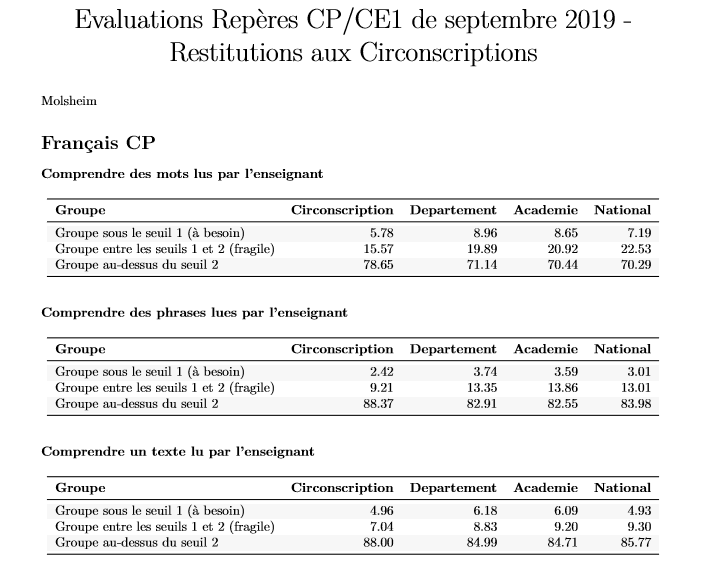 Evaluations Repères CP/CE1 de septembre 2019 -
Restitutions aux Circonscriptions
Molsheim
Français CP
Comprendre des mots lus par l'enseignant
Groupe Circonscription Departement Academie National
Groupe sous le seuil 1 (à besoin) 5.78 8.96 8.65 7.19
Groupe entre les seuils 1 et 2 (fragile) 15.57 19.89 20.92 22.53
Groupe au-dessus du seuil 2 78.65 71.14 70.44 70.29
Comprendre des phrases lues par l'enseignant
Groupe Circonscription Departement Academie National
Groupe sous le seuil 1 (à besoin) 2.42 3.74 3.59 3.01
Groupe entre les seuils 1 et 2 (fragile) 9.21 13.35 13.86 13.01
Groupe au-dessus du seuil 2 88.37 82.91 82.55 83.98
Comprendre un texte lu par l'enseignant
Groupe Circonscription Departement Academie National
Groupe sous le seuil 1 (à besoin) 4.96 6.18 6.09 4.93
Groupe entre les seuils 1 et 2 (fragile) 7.04 8.83 9.20 9.30
Groupe au-dessus du seuil 2 88.00 84.99 84.71 85.77